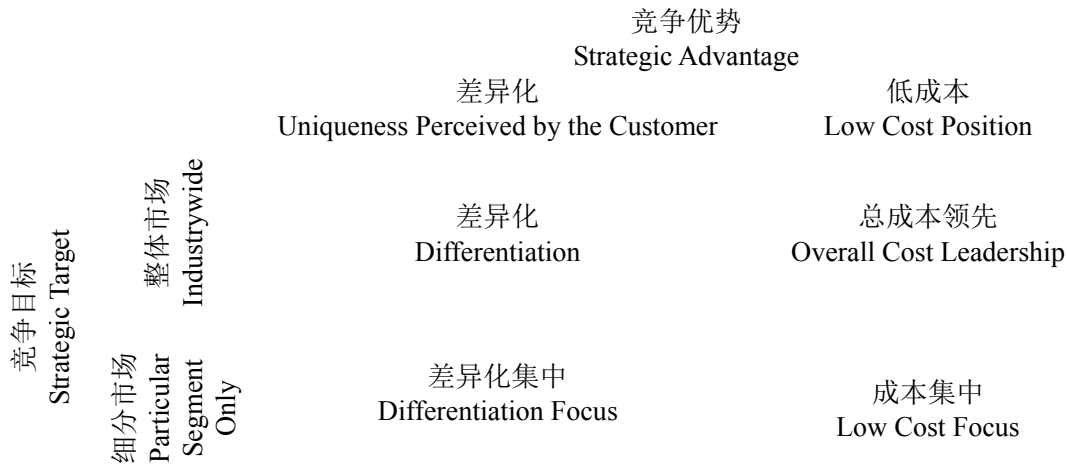 竞争优势
Strategic Advantage
差异化
Uniqueness Perceived by the Customer
低成本
Low Cost Position
竞争目标
Strategic Target
整体市场
Industrywide
差异化
Differentiation
总成本领先
Overall Cost Leadership
细分市场
Particular
Segment
Only
差异化集中
Differentiation Focus
成本集中
Low Cost Focus